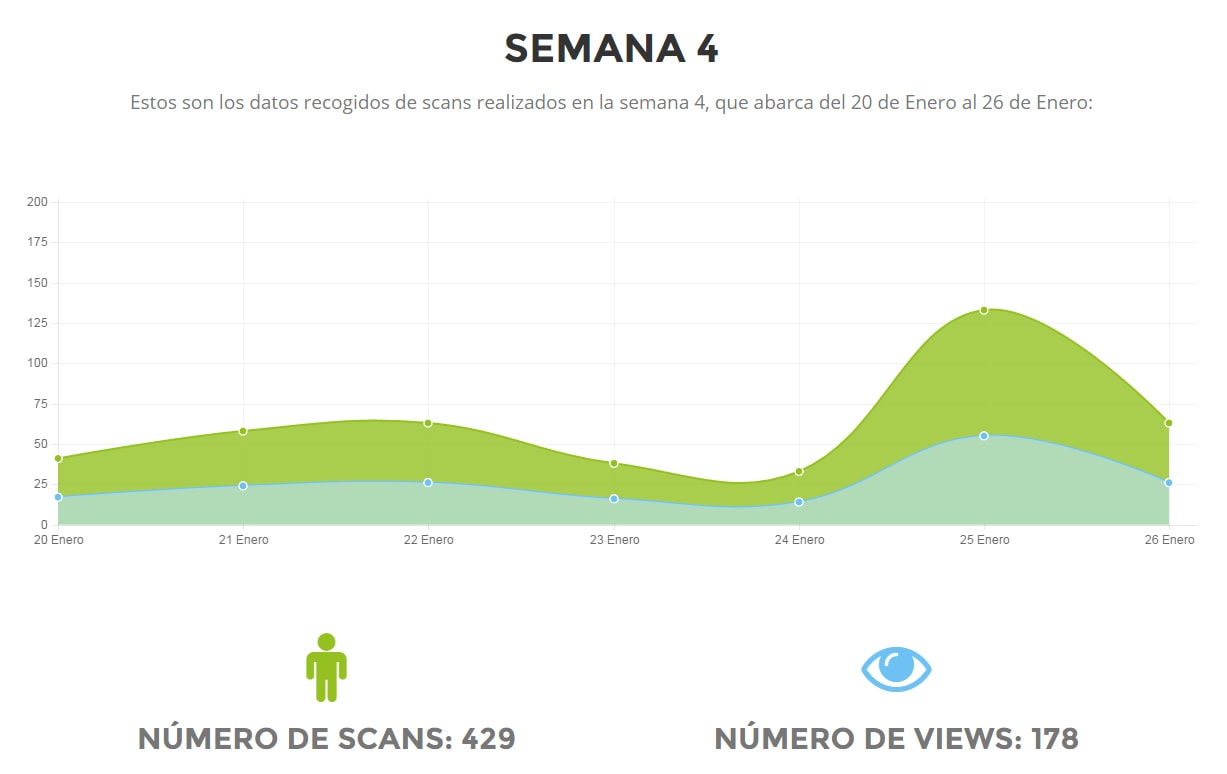 SEMANA 4
Estos son los datos recogidos de scans realizados en la semana 4, que abarca del 20 de Enero al 26 de Enero:
200
175
150
125
100
75
50
25
0
20 Enero 21 Enero 22 Enero 23 Enero 24 Enero 25 Enero 26 Enero
NÚMERO DE SCANS: 429 NÚMERO DE VIEWS: 178